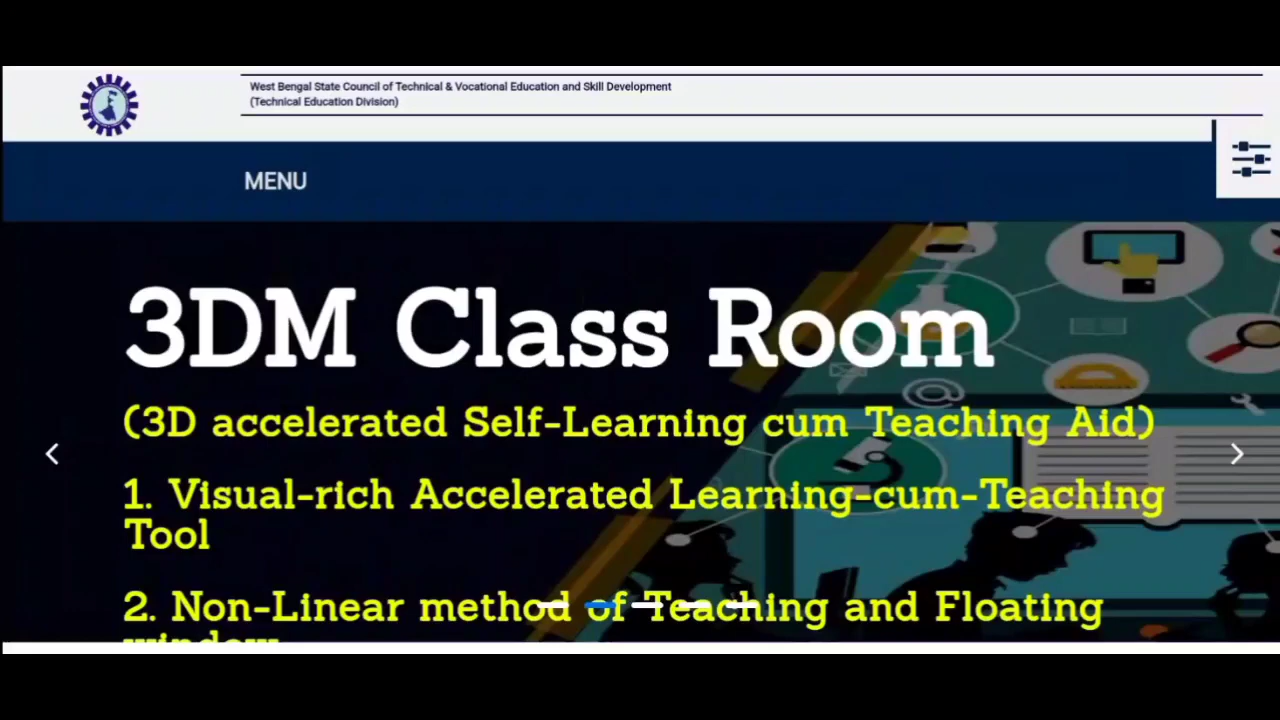 West Bengal State Council of Technical & Vocational Education and Skill Development
(Technical Education Division)
MENU
3DM Class Room
(3D accelerated Self-Learning cum Teaching Aid)
1. Visual-rich Accelerated Learning-cum-Teaching
Tool
2. Non-Linear method of Teaching and Floating
window